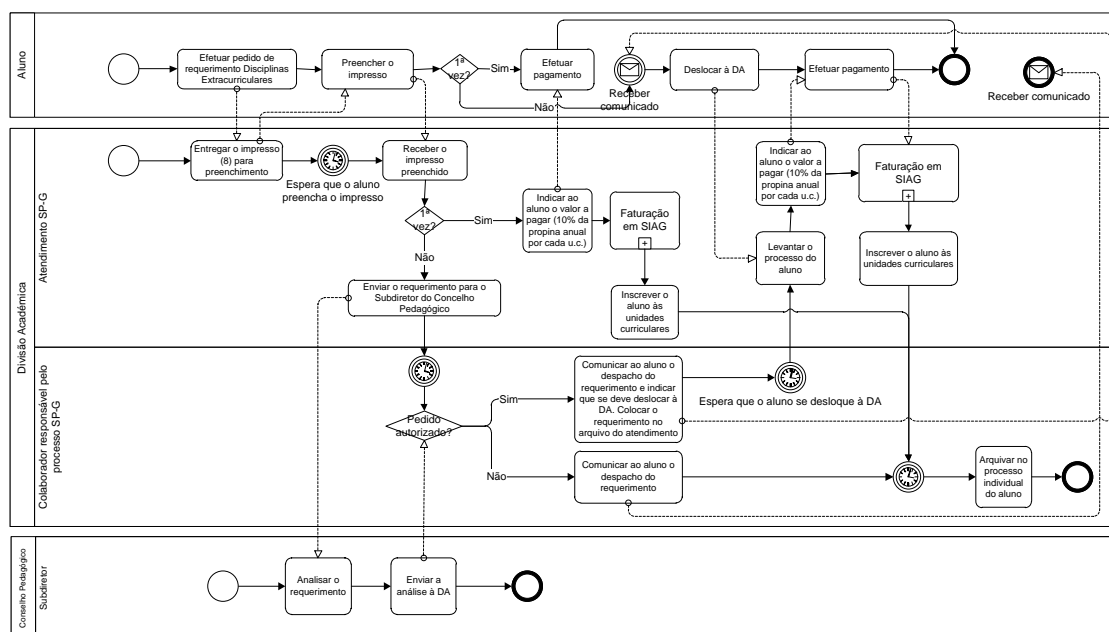 Aluno
Efetuar pedido de
requerimento Disciplinas
Extracurriculares
Preencher o
impresso
1ª
vez?
Sim
Não
Efetuar
pagamento
Receber
comunicado
Deslocar à DA
Efetuar pagamento
Receber comunicado
Divisão Académica
Atendimento SP-G
Entregar o impresso
(8) para
preenchimento
Espera que o aluno
preencha o impresso
Receber o
impresso
preenchido
1ª
vez?
Sim
Não
Indicar ao
aluno o valor a
pagar (10% da
propina anual
por cada u.c.)
Faturação
em SIAG
Inscrever o
aluno às
unidades
curriculares
Enviar o requerimento para o
Subdiretor do Concelho
Pedagógico
Indicar ao
aluno o valor a
pagar (10% da
propina anual
por cada u.c.)
Levantar o
processo do
aluno
Faturação em
SIAG
Inscrever o aluno às
unidades curriculares
Colaborador responsável pelo
processo SP-G
Pedido
autorizado?
Sim
Não
Comunicar ao aluno o
despacho do
requerimento e indicar
que se deve deslocar à
DA. Colocar o
requerimento no
arquivo do atendimento
Espera que o aluno se desloque à DA
Comunicar ao aluno o
despacho do
requerimento
Arquivar no
processo
individual
do aluno
Conselho Pedagógico
Subdiretor
Analisar o
requerimento
Enviar a
análise à DA